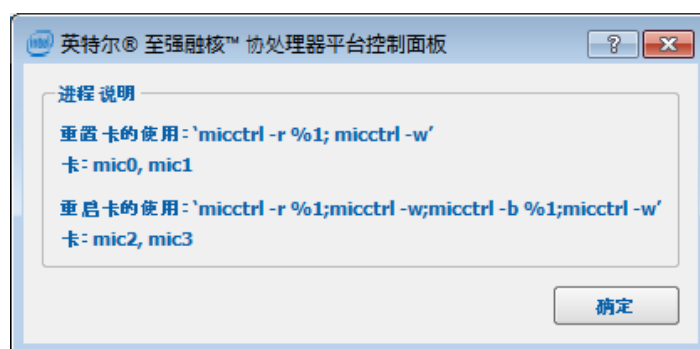 英特尔® 至强融核™ 协处理器平台控制面板
进程 说明
重置卡的使用:‘micctrl -r %1; micctrl -w’
卡: mic0, mic1
重启卡的使用:‘micctrl -r %1;micctrl -w;micctrl -b %1;micctrl -w’
卡: mic2, mic3
确定